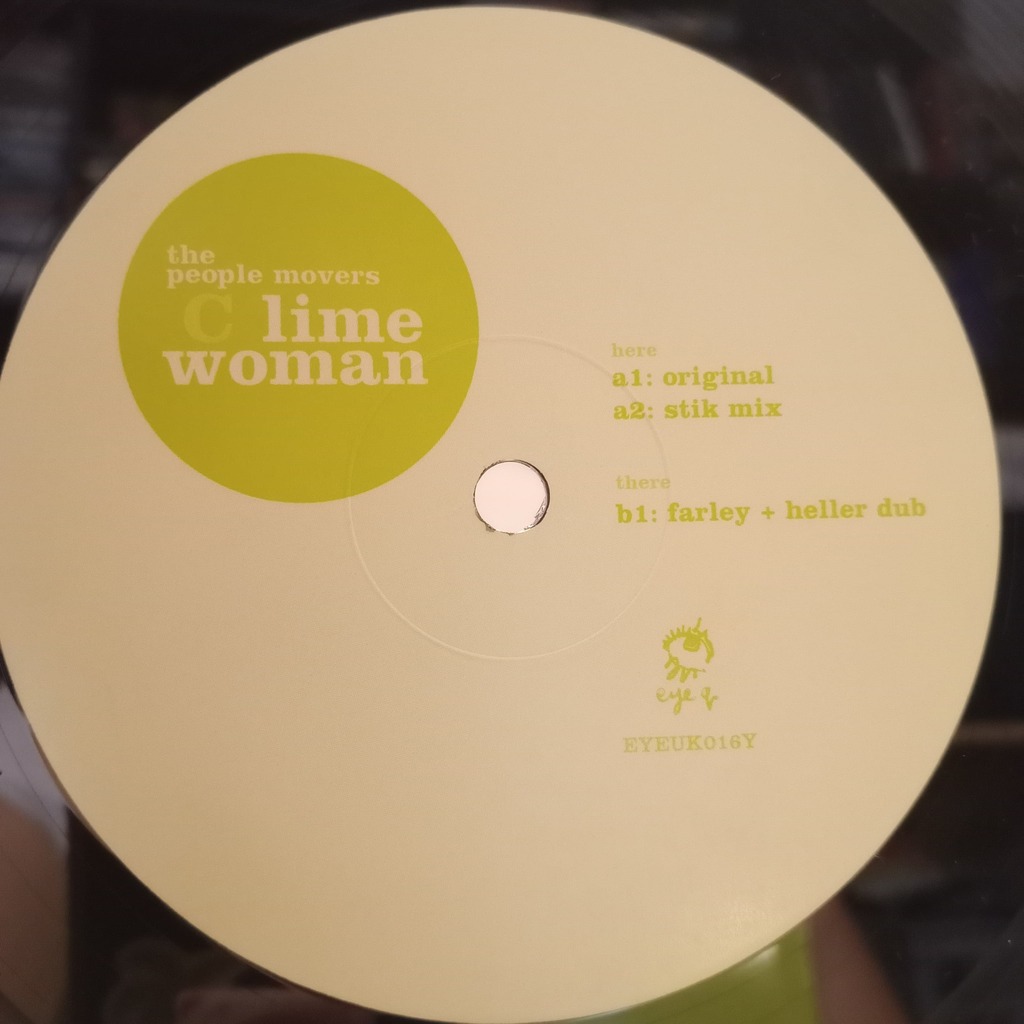 the
people movers
C lime
woman
here
a1: original
a2: stik mix
there
b1: farley + heller dub
eye q
EYEUK016Y